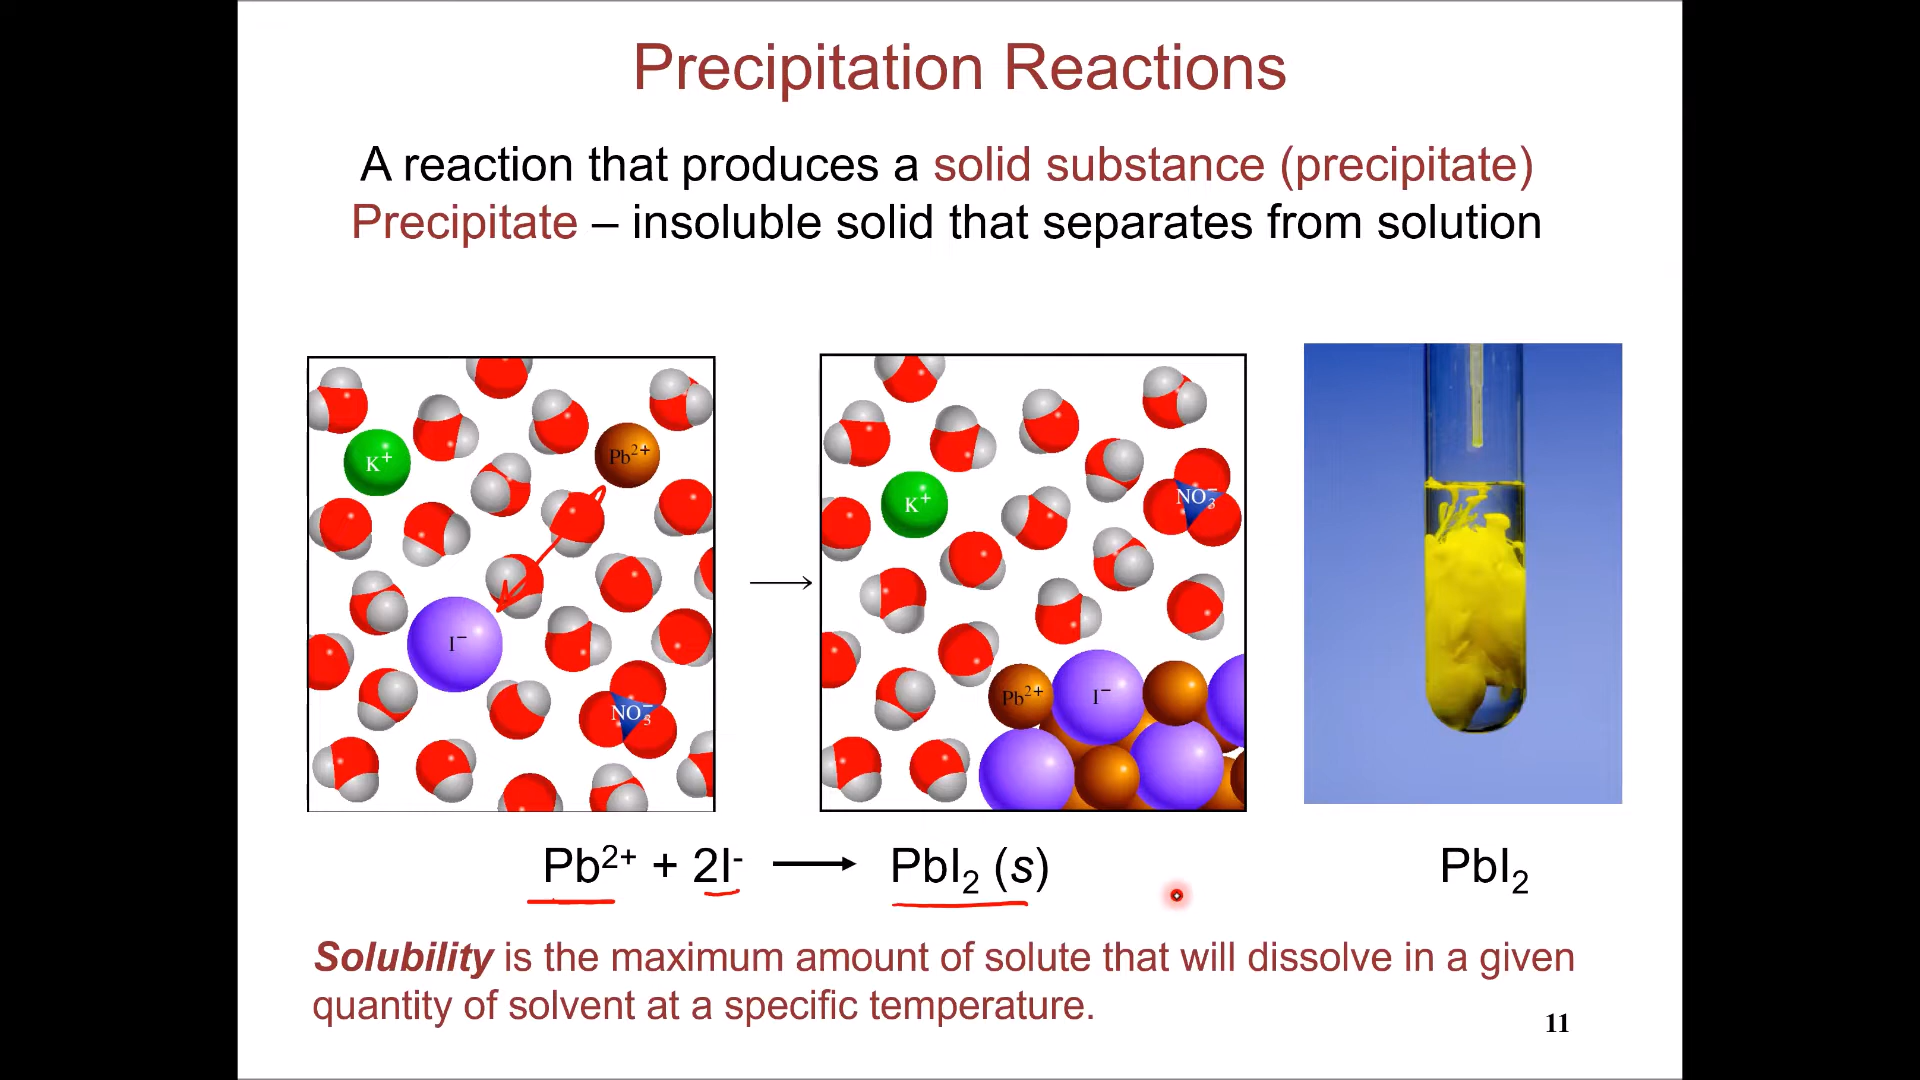 Precipitation Reactions
A reaction that produces a solid substance (precipitate)
Precipitate – insoluble solid that separates from solution
K⁺
Pb²⁺
I⁻
NO₃⁻
K⁺
NO₃⁻
Pb²⁺
I⁻
Pb²⁺ + 2I⁻ ⟶ PbI₂ (s)
PbI₂
Solubility is the maximum amount of solute that will dissolve in a given
quantity of solvent at a specific temperature.
11